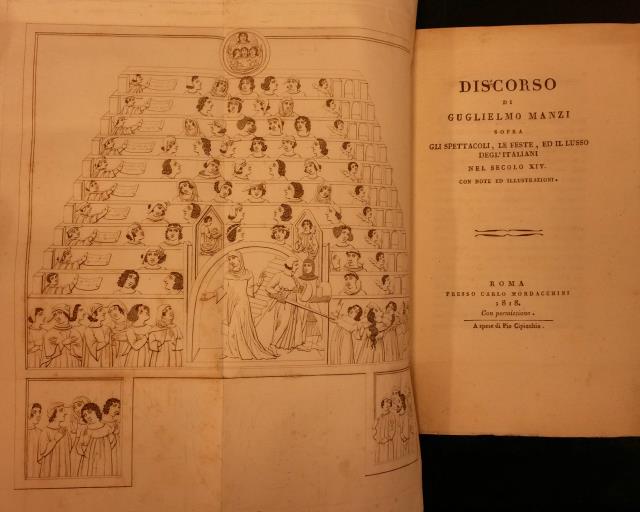 DISCORSO
DI
GUGLIELMO MANZI
SOPRA
GLI SPETTACOLI, LE FESTE, ED IL LUSSO
DEGL'ITALIANI
NEL SECOLO XIV.
CON NOTE ED ILLUSTRAZIONI.
ROMA
PRESSO CARLO MORDACCHINI
1818.
Con permissione.
A spese di Pio Cipicchia.